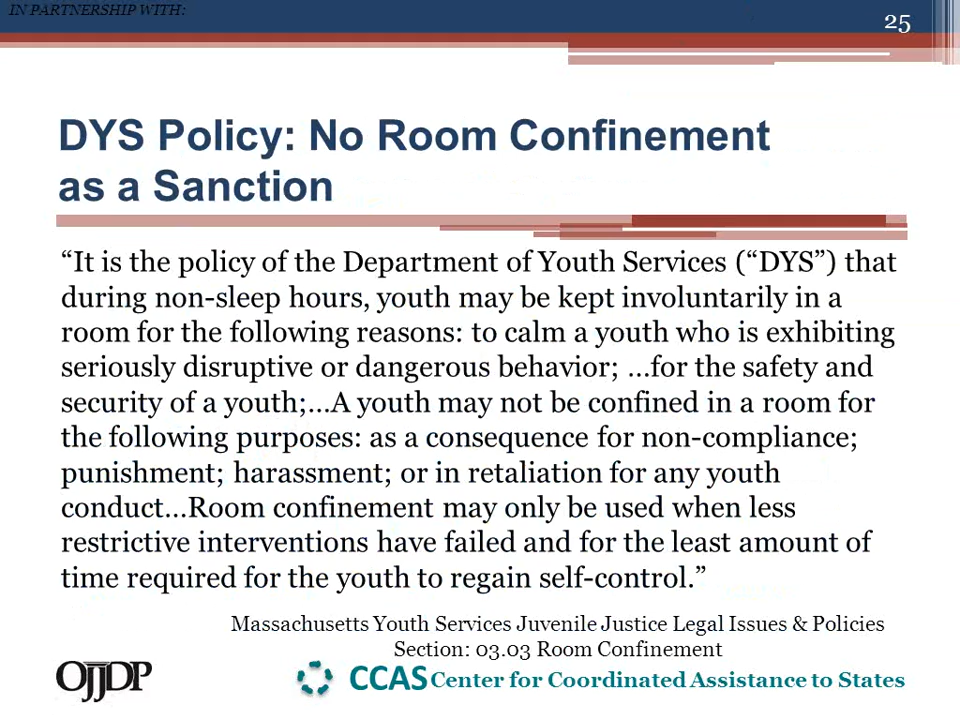 IN PARTNERSHIP WITH:
25
DYS Policy: No Room Confinement
as a Sanction
“It is the policy of the Department of Youth Services (“DYS”) that
during non-sleep hours, youth may be kept involuntarily in a
room for the following reasons: to calm a youth who is exhibiting
seriously disruptive or dangerous behavior; …for the safety and
security of a youth;…A youth may not be confined in a room for
the following purposes: as a consequence for non-compliance;
punishment; harassment; or in retaliation for any youth
conduct…Room confinement may only be used when less
restrictive interventions have failed and for the least amount of
time required for the youth to regain self-control.”
Massachusetts Youth Services Juvenile Justice Legal Issues & Policies
Section: 03.03 Room Confinement
OJJDP
CCAS Center for Coordinated Assistance to States